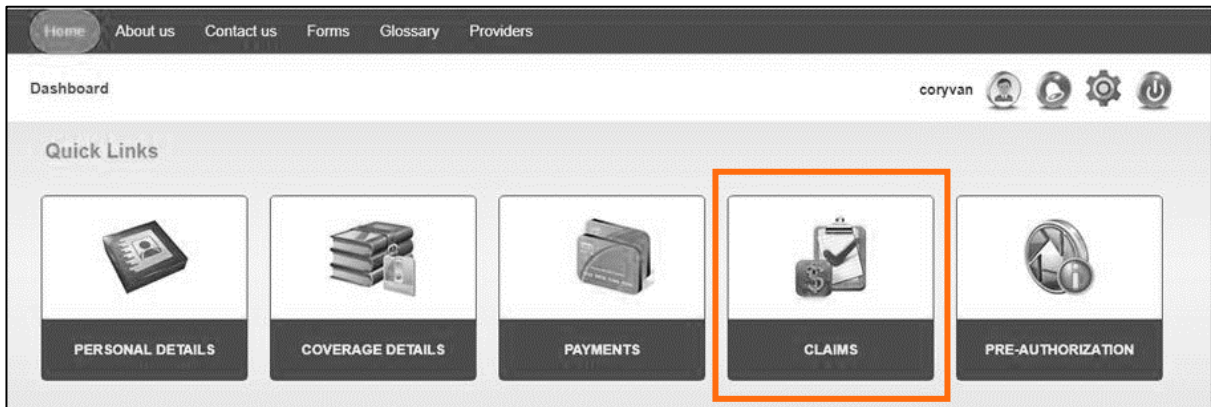 Home About us Contact us Forms Glossary Providers
Dashboard coryvan
Quick Links
PERSONAL DETAILS COVERAGE DETAILS PAYMENTS CLAIMS PRE-AUTHORIZATION